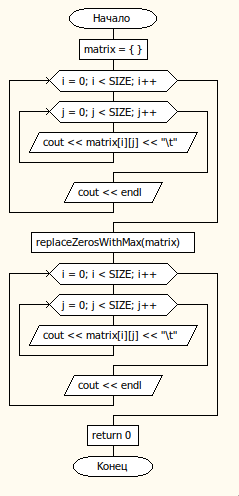 Начало
matrix = { }
i = 0; i < SIZE; i++
j = 0; j < SIZE; j++
cout << matrix[i][j] << "\t"
cout << endl
replaceZerosWithMax(matrix)
i = 0; i < SIZE; i++
j = 0; j < SIZE; j++
cout << matrix[i][j] << "\t"
cout << endl
return 0
Конец